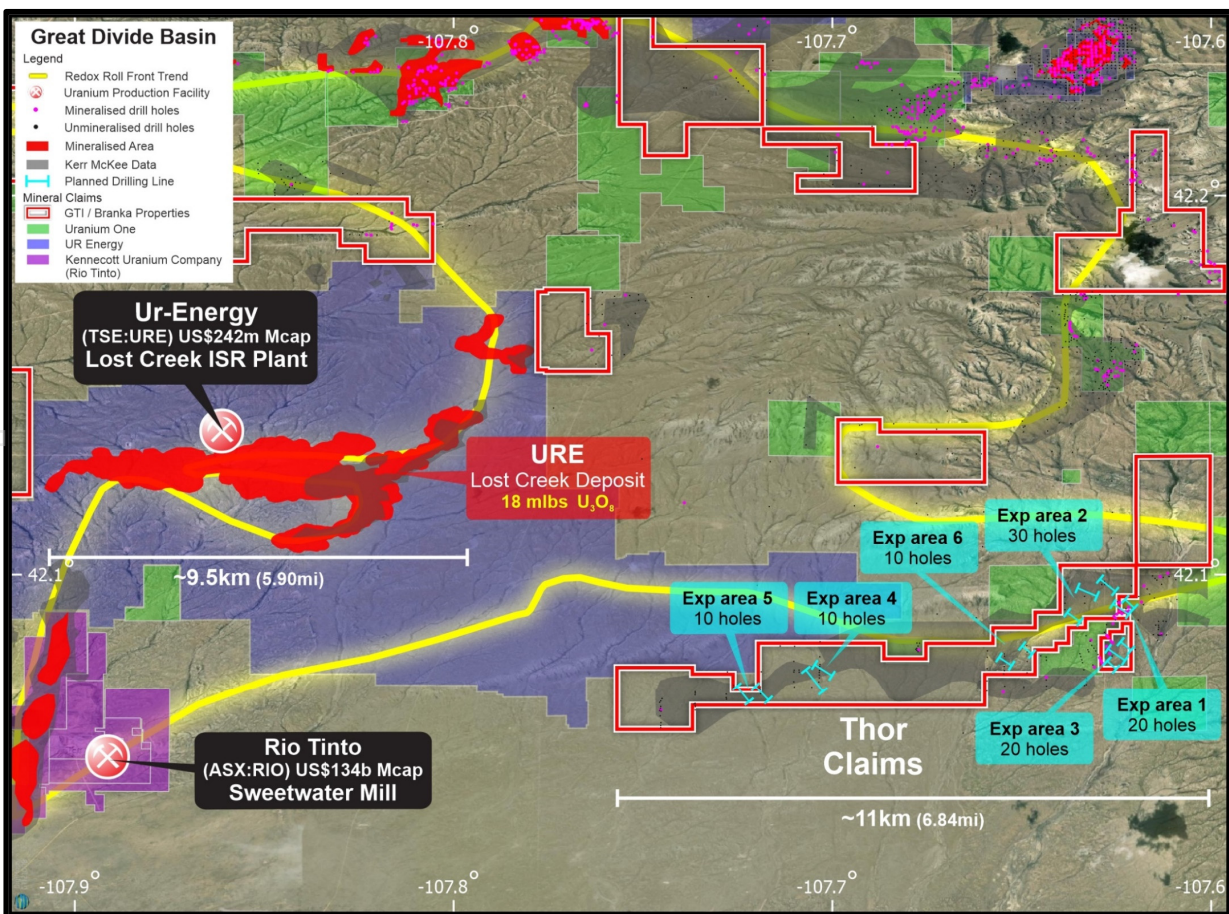 Great Divide Basin
Legend
Redox Roll Front Trend
Uranium Production Facility
Mineralised drill holes
Unmineralised drill holes
Mineralised Area
Kerr McKee Data
Planned Drilling Line
Mineral Claims
GTI / Branka Properties
Uranium One
UR Energy
Kennecott Uranium Company
(Rio Tinto)
-107.8°
-107.7°
-107.6°
42.2°
Ur-Energy
(TSE:URE) US$242m Mcap
Lost Creek ISR Plant
URE
Lost Creek Deposit
18 mlbs U₃O₈
~9.5km (5.90mi)
42.1°
42.1°
Exp area 2
30 holes
Exp area 6
10 holes
Exp area 5
10 holes
Exp area 4
10 holes
Exp area 1
20 holes
Exp area 3
20 holes
Thor
Claims
Rio Tinto
(ASX:RIO) US$134b Mcap
Sweetwater Mill
~11km (6.84mi)
-107.9°
-107.8°
-107.7°
-107.6°